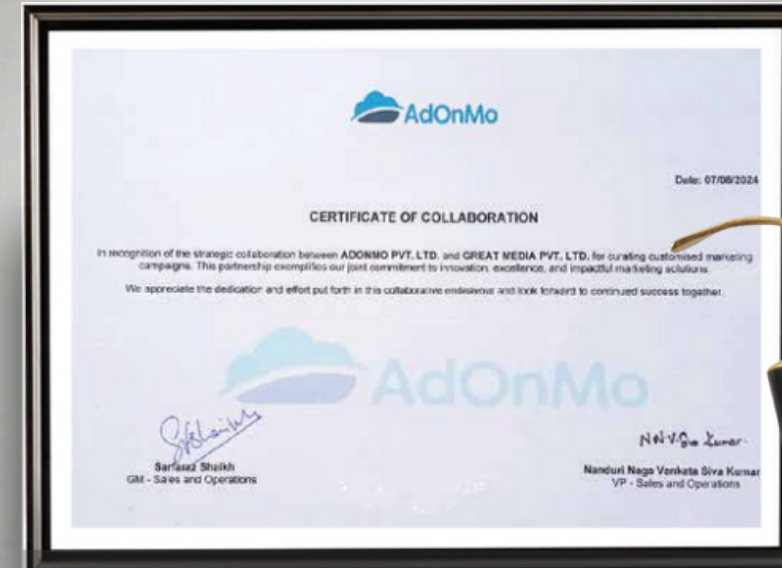 AdOnMo
Date: 07/06/2024
CERTIFICATE OF COLLABORATION
In recognition of the strategic collaboration between ADONMO PVT. LTD. and GREAT MEDIA PVT. LTD. for curating customised marketing
campaigns. This partnership exemplifies our joint commitment to innovation, excellence, and impactful marketing solutions.
We appreciate the dedication and effort put forth in this collaborative endeavour and look forward to continued success together.
AdOnMo
Sarfaraz Shaikh
GM - Sales and Operations
N.N.V. Siva Kumar
Nanduri Naga Venkata Siva Kumar
VP - Sales and Operations